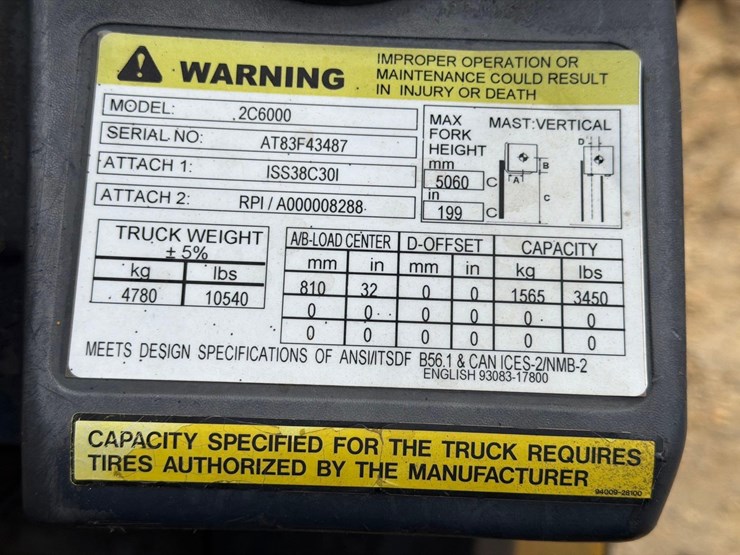 WARNING
IMPROPER OPERATION OR
MAINTENANCE COULD RESULT
IN INJURY OR DEATH
MODEL: 2C6000
SERIAL NO: AT83F43487
ATTACH 1: ISS38C30I
ATTACH 2: RPI / A000008288
MAX
FORK
HEIGHT
mm
5060 C
in
199 C
MAST:VERTICAL
D
B
A
C
TRUCK WEIGHT
± 5%
kg lbs
4780 10540
A/B-LOAD CENTER D-OFFSET CAPACITY
mm in mm in kg lbs
810 32 0 0 1565 3450
0 0 0 0 0 0
0 0 0 0 0 0
MEETS DESIGN SPECIFICATIONS OF ANSI/ITSDF B56.1 & CAN ICES-2/NMB-2
ENGLISH 93083-17800
CAPACITY SPECIFIED FOR THE TRUCK REQUIRES
TIRES AUTHORIZED BY THE MANUFACTURER
94009-28100